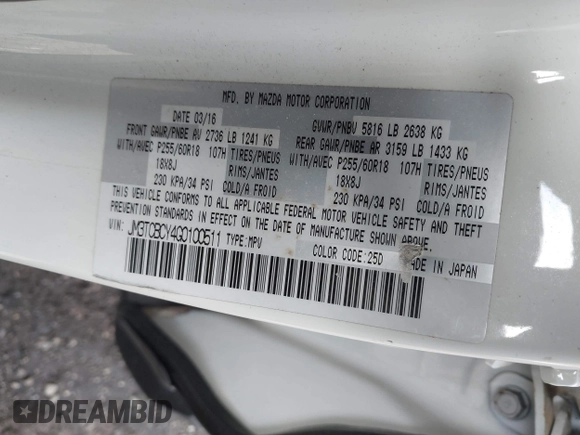 MFD. BY MAZDA MOTOR CORPORATION
DATE 03/16 GVWR/PNBV 5816 LB 2638 KG
FRONT GAWR/PNBE AV 2736 LB 1241 KG REAR GAWR/PNBE AR 3159 LB 1433 KG
WITH/AVEC P255/60R18 107H TIRES/PNEUS WITH/AVEC P255/60R18 107H TIRES/PNEUS
18X8J RIMS/JANTES 18X8J RIMS/JANTES
230 KPA/34 PSI COLD/A FROID 230 KPA/34 PSI COLD/A FROID
THIS VEHICLE CONFORMS TO ALL APPLICABLE FEDERAL MOTOR VEHICLE SAFETY AND THEFT
PREVENTION STANDARDS IN EFFECT ON THE DATE OF MANUFACTURE SHOWN ABOVE.
VIN: JM3TCBCY4G0100511 TYPE:MPV COLOR CODE:25D MADE IN JAPAN
DREAMBID